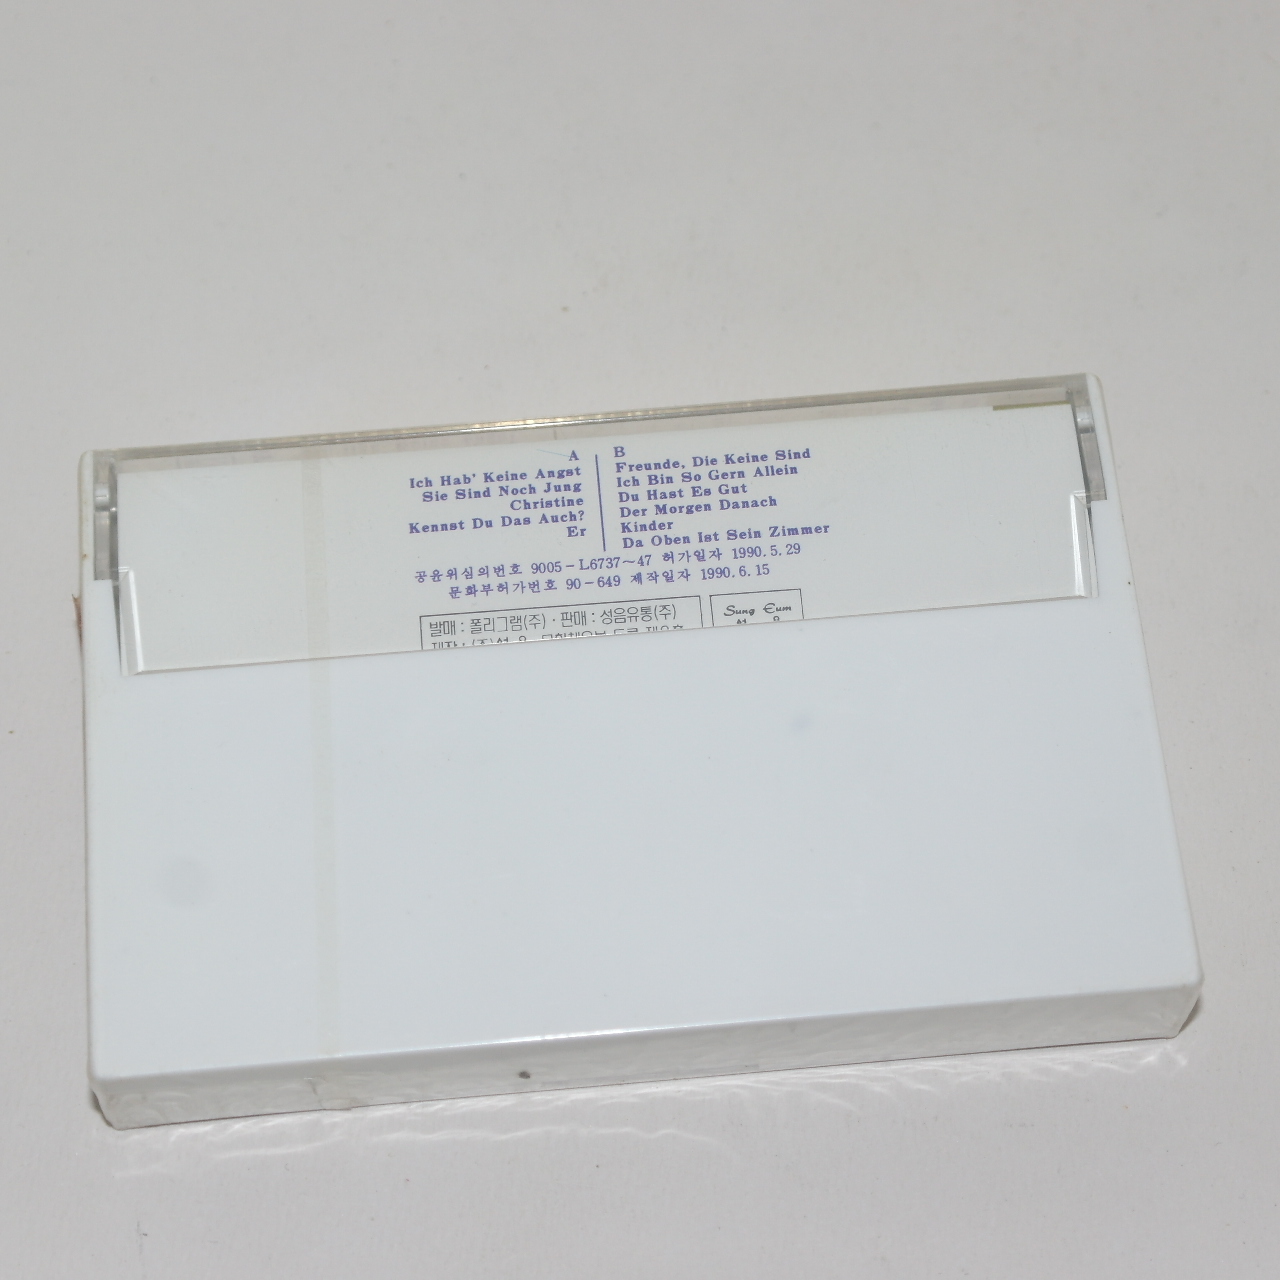 A
Ich Hab' Keine Angst
Sie Sind Noch Jung
Christine
Kennst Du Das Auch?
Er
B
Freunde, Die Keine Sind
Ich Bin So Gern Allein
Du Hast Es Gut
Der Morgen Danach
Kinder
Da Oben Ist Sein Zimmer
공윤위심의번호 9005-L6737~47 허가일자 1990.5.29
문화부허가번호 90-649 제작일자 1990.6.15
발매 : 폴리그램(주) · 판매 : 성음유통(주)
Sung Eum